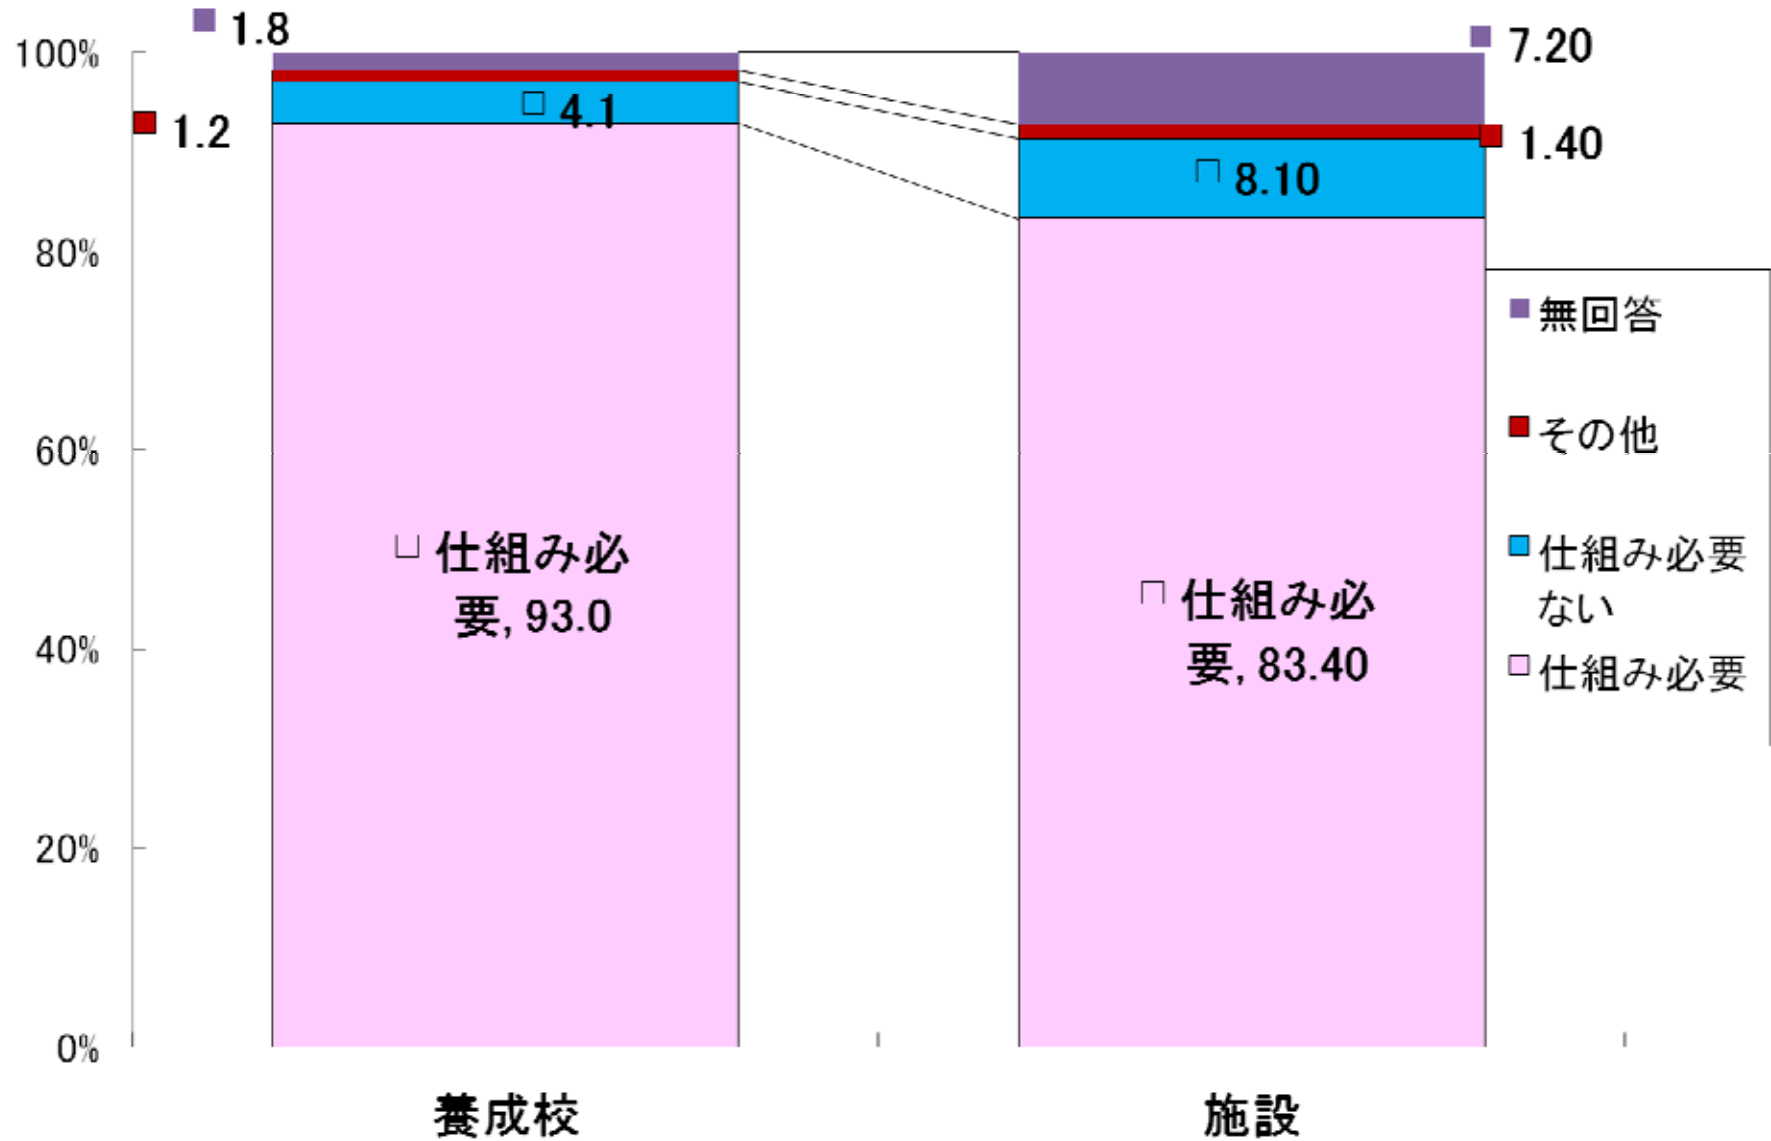 1.8
7.20
100%
1.2
4.1
1.40
8.10
80%
無回答
その他
60%
仕組み必要
ない
仕組み必
要, 93.0
仕組み必
要, 83.40
仕組み必要
40%
20%
0%
養成校
施設